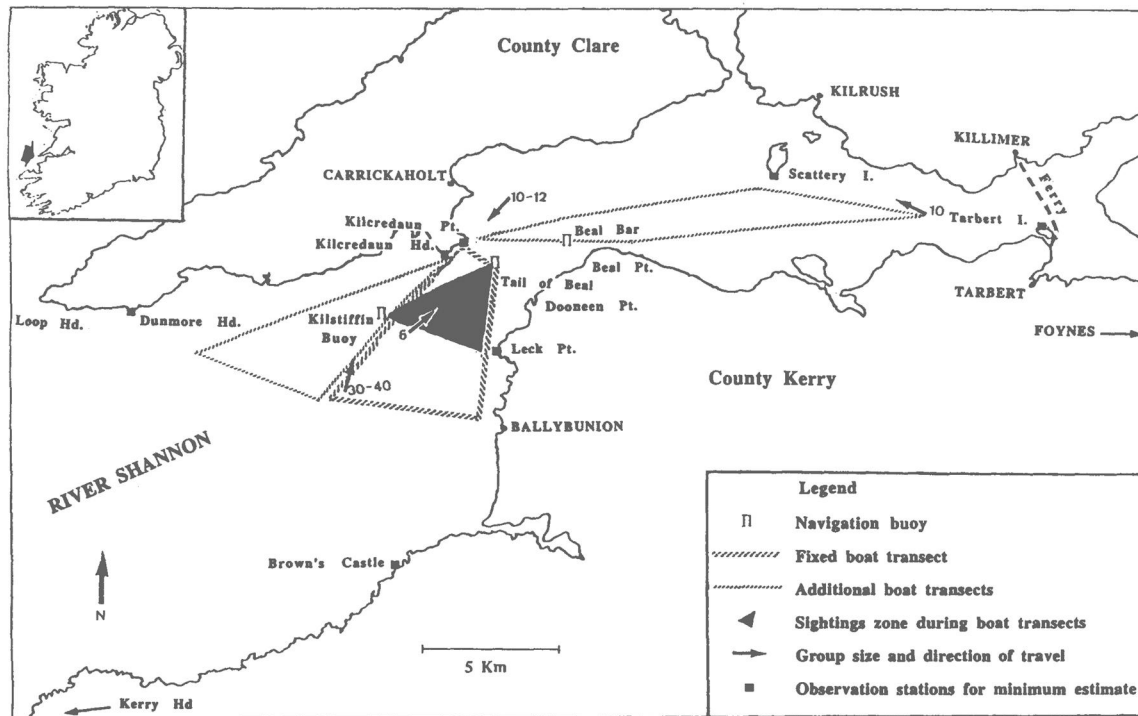 County Clare
KILRUSH
KILLIMER
CARRICKAHOLT
Scattery I.
Ferry
10-12
10
Tarbert I.
Kilcredaun Pt.
Beal Bar
Kilcredaun Hd.
Beal Pt.
Tail of Beal
TARBERT
Dooneen Pt.
Loop Hd.
Dunmore Hd.
Kilstiffin
Buoy
6
FOYNES
Leck Pt.
County Kerry
30-40
BALLYBUNION
RIVER SHANNON
Legend
Navigation buoy
Fixed boat transect
Brown's Castle
Additional boat transects
N
Sightings zone during boat transects
5 Km
Group size and direction of travel
Observation stations for minimum estimate
Kerry Hd